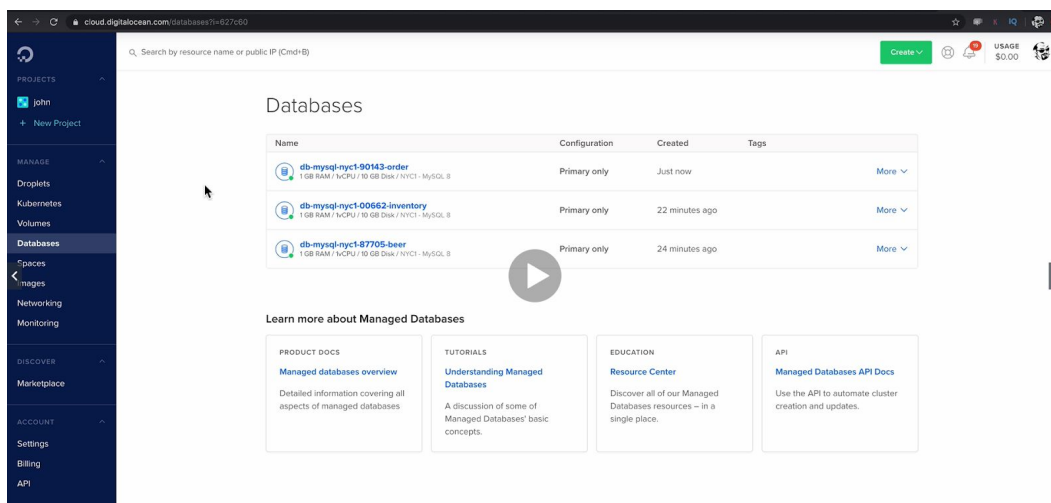 cloud.digitalocean.com/databases?i=627c60
IQ
Search by resource name or public IP (Cmd+B)
Create
19
USAGE
$0.00
PROJECTS
john
+ New Project
MANAGE
Droplets
Kubernetes
Volumes
Databases
Spaces
Images
Networking
Monitoring
DISCOVER
Marketplace
ACCOUNT
Settings
Billing
API
Databases
Name Configuration Created Tags
db-mysql-nyc1-90143-order
1 GB RAM / 1vCPU / 10 GB Disk / NYC1 - MySQL 8
Primary only Just now More
db-mysql-nyc1-00662-inventory
1 GB RAM / 1vCPU / 10 GB Disk / NYC1 - MySQL 8
Primary only 22 minutes ago More
db-mysql-nyc1-87705-beer
1 GB RAM / 1vCPU / 10 GB Disk / NYC1 - MySQL 8
Primary only 24 minutes ago More
Learn more about Managed Databases
PRODUCT DOCS
Managed databases overview
Detailed information covering all
aspects of managed databases
TUTORIALS
Understanding Managed
Databases
A discussion of some of
Managed Databases' basic
concepts.
EDUCATION
Resource Center
Discover all of our Managed
Databases resources – in a
single place.
API
Managed Databases API Docs
Use the API to automate cluster
creation and updates.